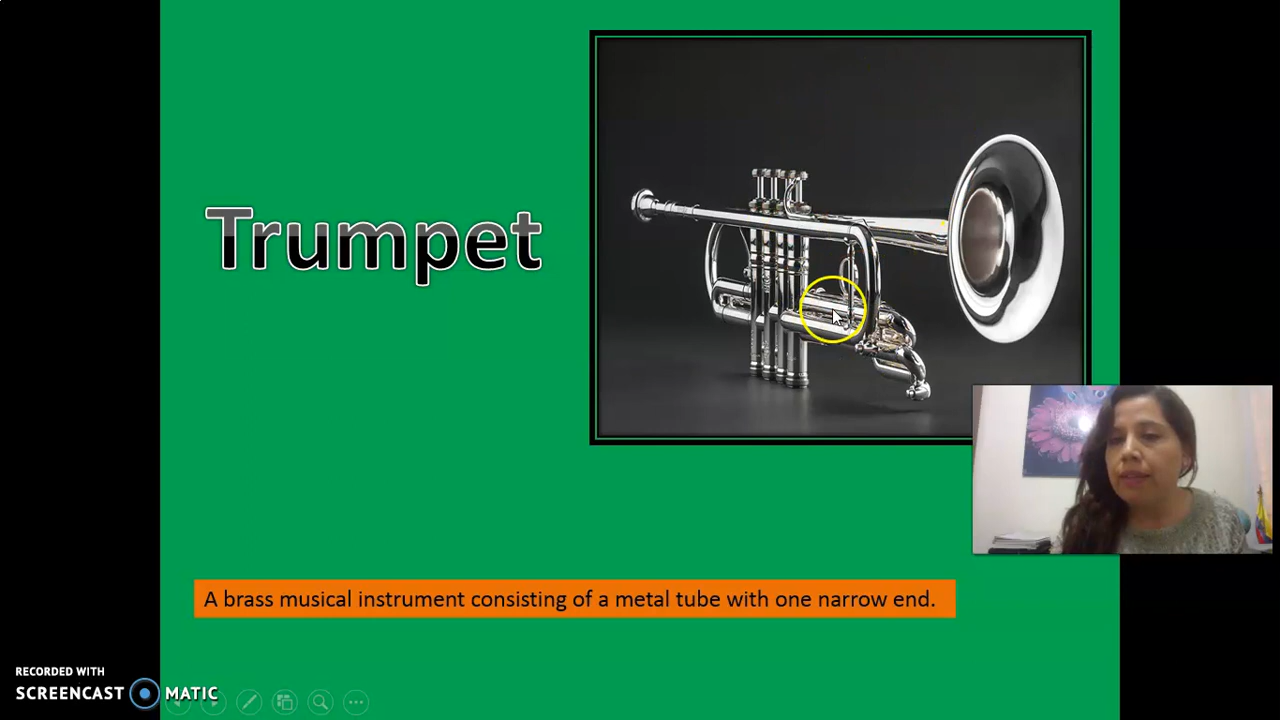 Trumpet
A brass musical instrument consisting of a metal tube with one narrow end.
RECORDED WITH
SCREENCAST MATIC